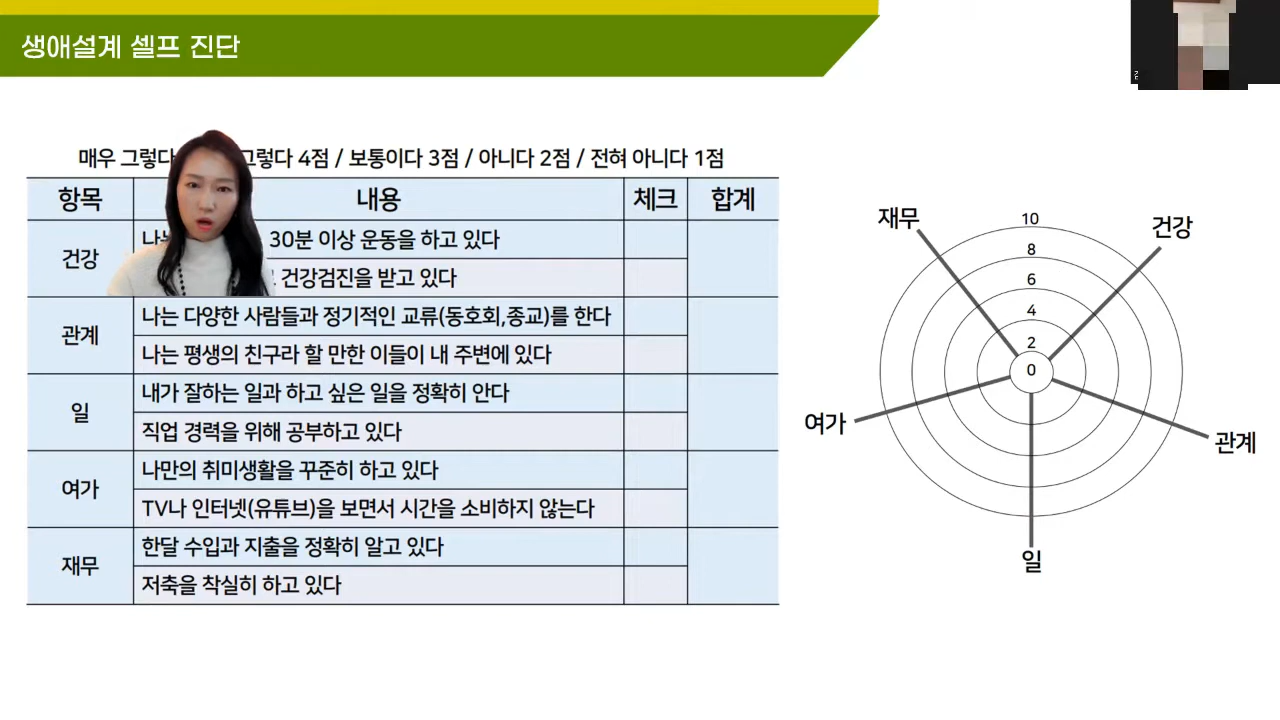 생애설계 셀프 진단
매우 그렇다 그렇다 4점 / 보통이다 3점 / 아니다 2점 / 전혀 아니다 1점
항목 내용 체크 합계
건강
30분 이상 운동을 하고 있다
건강검진을 받고 있다
관계
나는 다양한 사람들과 정기적인 교류(동호회,종교)를 한다
나는 평생의 친구라 할 만한 이들이 내 주변에 있다
일
내가 잘하는 일과 하고 싶은 일을 정확히 안다
직업 경력을 위해 공부하고 있다
여가
나만의 취미생활을 꾸준히 하고 있다
TV나 인터넷(유튜브)을 보면서 시간을 소비하지 않는다
재무
한달 수입과 지출을 정확히 알고 있다
저축을 착실히 하고 있다
재무
10
건강
8
6
4
2
0
여가
관계
일